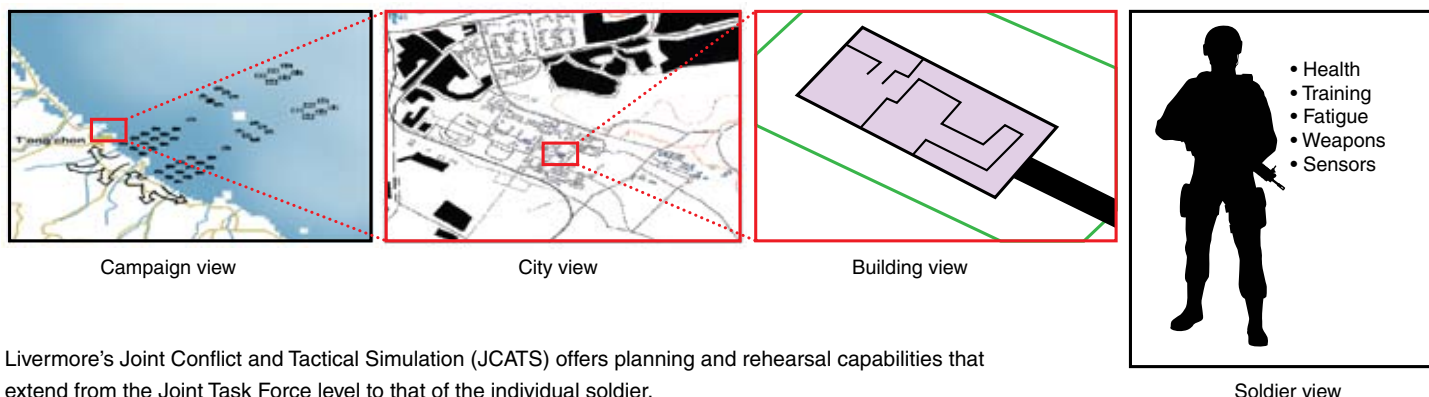 T'ong chon
• Health
• Training
• Fatigue
• Weapons
• Sensors
Campaign view
City view
Building view
Livermore’s Joint Conflict and Tactical Simulation (JCATS) offers planning and rehearsal capabilities that
extend from the Joint Task Force level to that of the individual soldier.
Soldier view